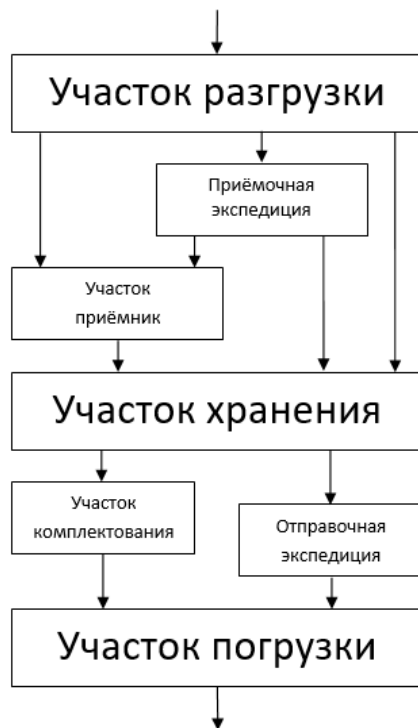 Участок разгрузки
Приёмочная
экспедиция
Участок
приёмник
Участок хранения
Участок
комплектования
Отправочная
экспедиция
Участок погрузки